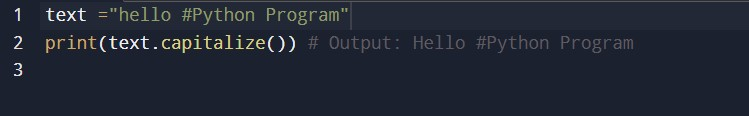 1 text ="hello #Python Program"
2 print(text.capitalize()) # Output: Hello #Python Program
3